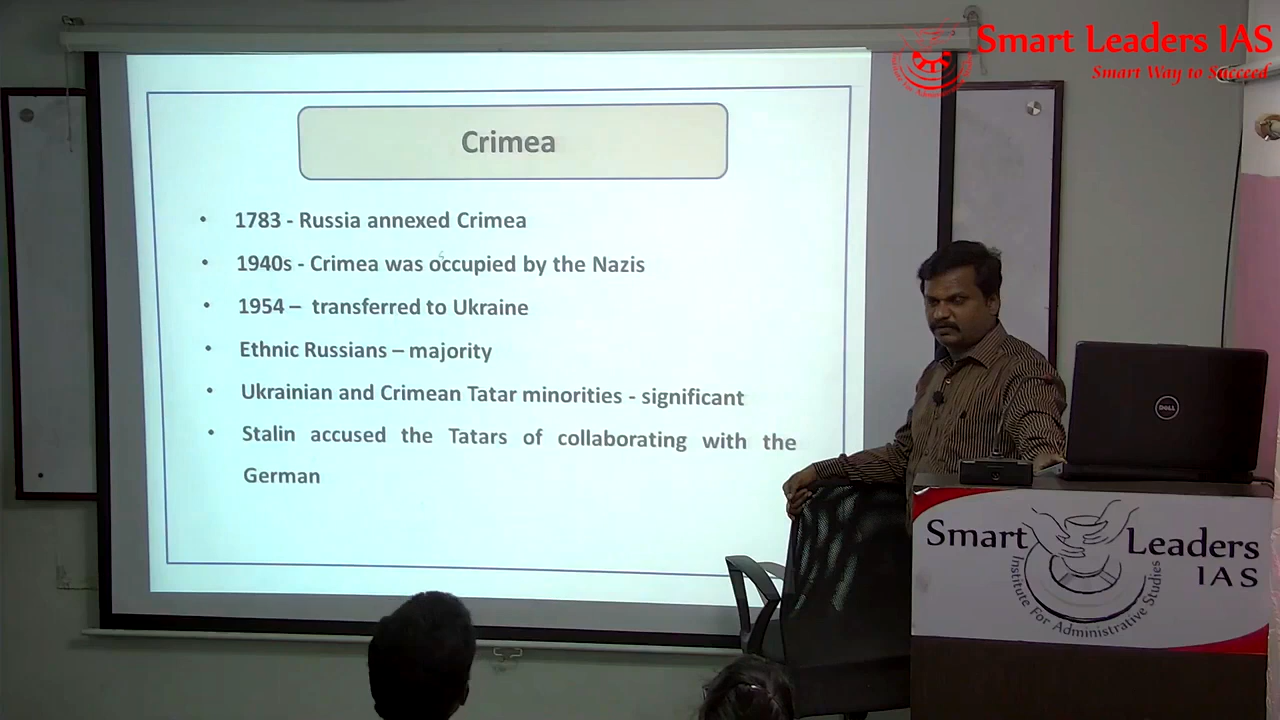 Smart Leaders IAS
Smart Way to Succeed
Crimea
• 1783 - Russia annexed Crimea
• 1940s - Crimea was occupied by the Nazis
• 1954 – transferred to Ukraine
• Ethnic Russians – majority
• Ukrainian and Crimean Tatar minorities - significant
• Stalin accused the Tatars of collaborating with the
German
DELL
Smart Leaders
IAS
Institute For Administrative Studies